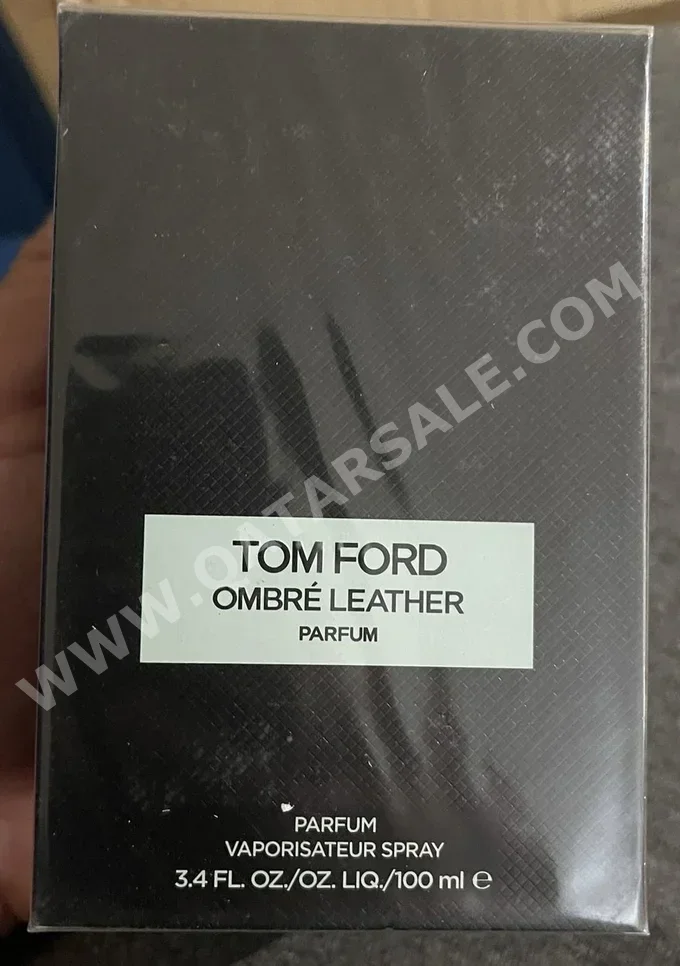 WWW.QATARSALE.COM
TOM FORD
OMBRÉ LEATHER
PARFUM
PARFUM
VAPORISATEUR SPRAY
3.4 FL. OZ./OZ. LIQ./100 ml ℮